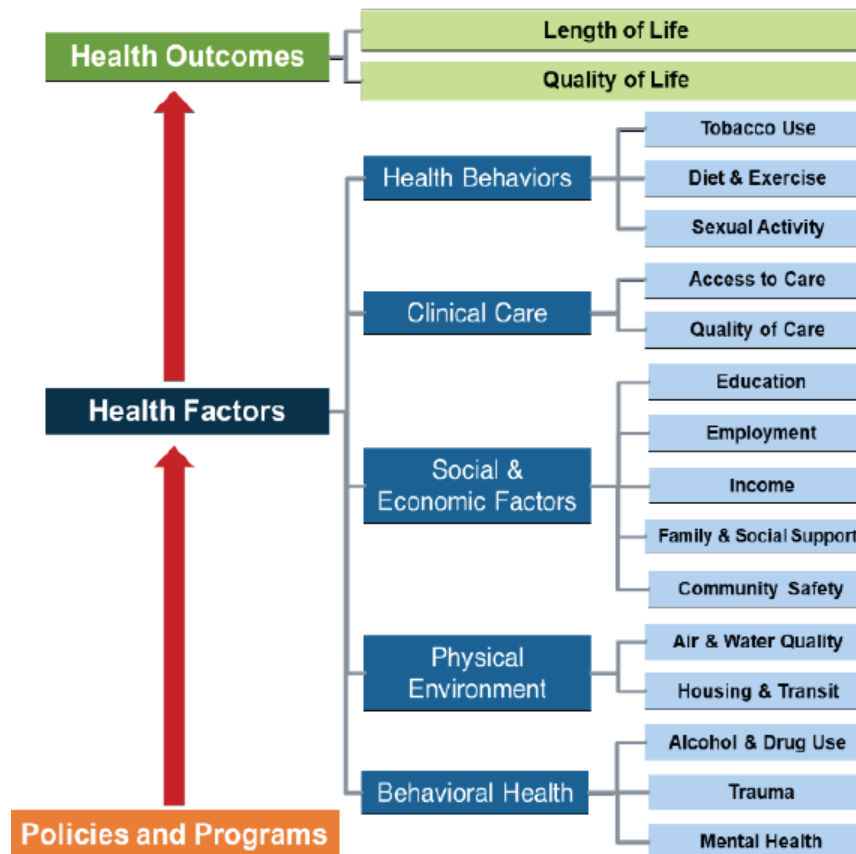 Health Outcomes
Length of Life
Quality of Life
Health Behaviors
Tobacco Use
Diet & Exercise
Sexual Activity
Clinical Care
Access to Care
Quality of Care
Health Factors
Social &
Economic Factors
Education
Employment
Income
Family & Social Support
Community Safety
Physical
Environment
Air & Water Quality
Housing & Transit
Behavioral Health
Alcohol & Drug Use
Trauma
Mental Health
Policies and Programs